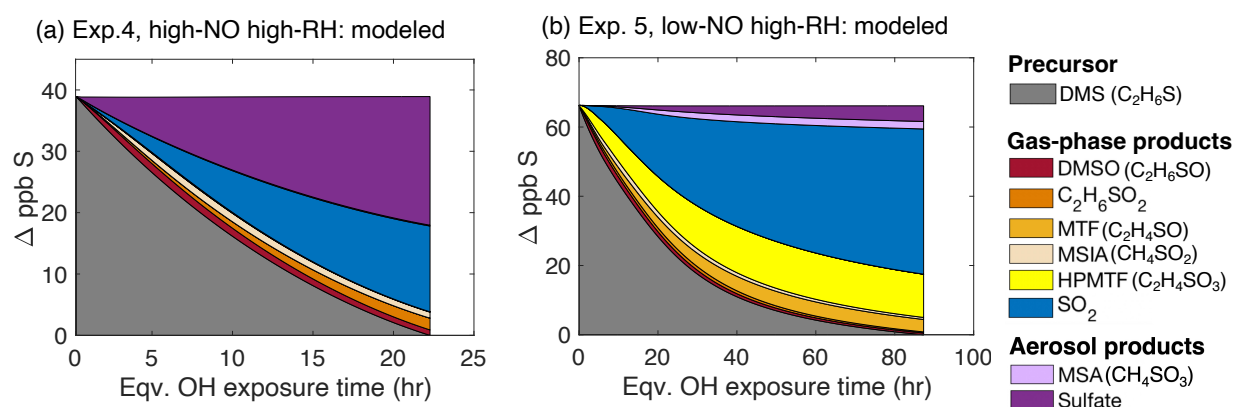 (a) Exp.4, high-NO high-RH: modeled
40
30
20
10
0
Δ ppb S
0 5 10 15 20 25
Eqv. OH exposure time (hr)
(b) Exp. 5, low-NO high-RH: modeled
80
60
40
20
0
Δ ppb S
0 20 40 60 80 100
Eqv. OH exposure time (hr)
Precursor
DMS (C₂H₆S)
Gas-phase products
DMSO (C₂H₆SO)
C₂H₆SO₂
MTF (C₂H₄SO)
MSIA (CH₄SO₂)
HPMTF (C₂H₄SO₃)
SO₂
Aerosol products
MSA (CH₄SO₃)
Sulfate